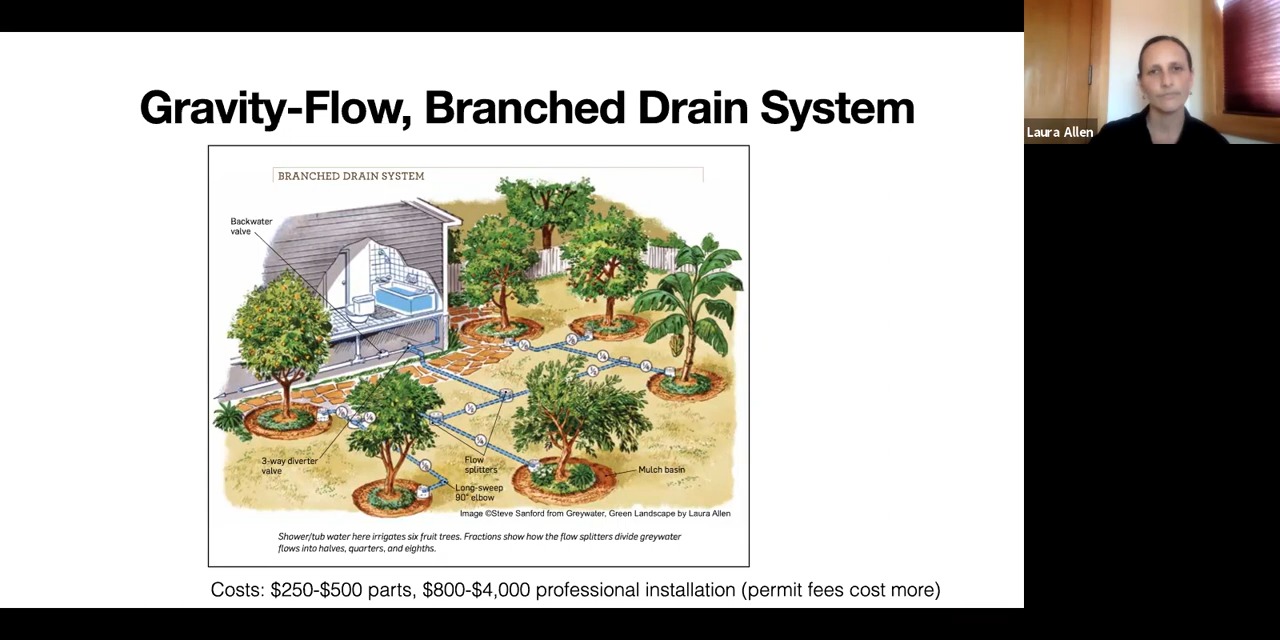 Gravity-Flow, Branched Drain System
BRANCHED DRAIN SYSTEM
Backwater
valve
3-way diverter
valve
Flow
splitters
Long-sweep
90° elbow
Mulch basin
Image ©Steve Sanford from Greywater, Green Landscape by Laura Allen
Shower/tub water here irrigates six fruit trees. Fractions show how the flow splitters divide greywater
flows into halves, quarters, and eighths.
Costs: $250-$500 parts, $800-$4,000 professional installation (permit fees cost more)
Laura Allen